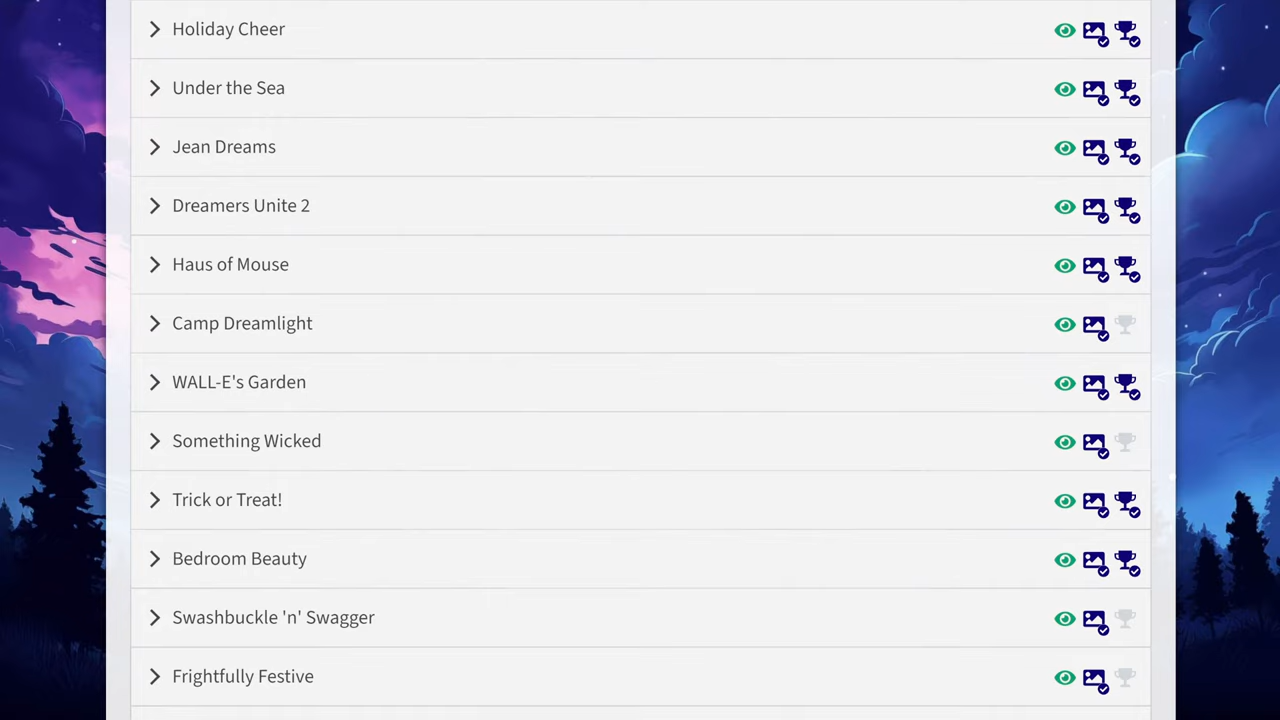 Holiday Cheer
Under the Sea
Jean Dreams
Dreamers Unite 2
Haus of Mouse
Camp Dreamlight
WALL-E's Garden
Something Wicked
Trick or Treat!
Bedroom Beauty
Swashbuckle 'n' Swagger
Frightfully Festive